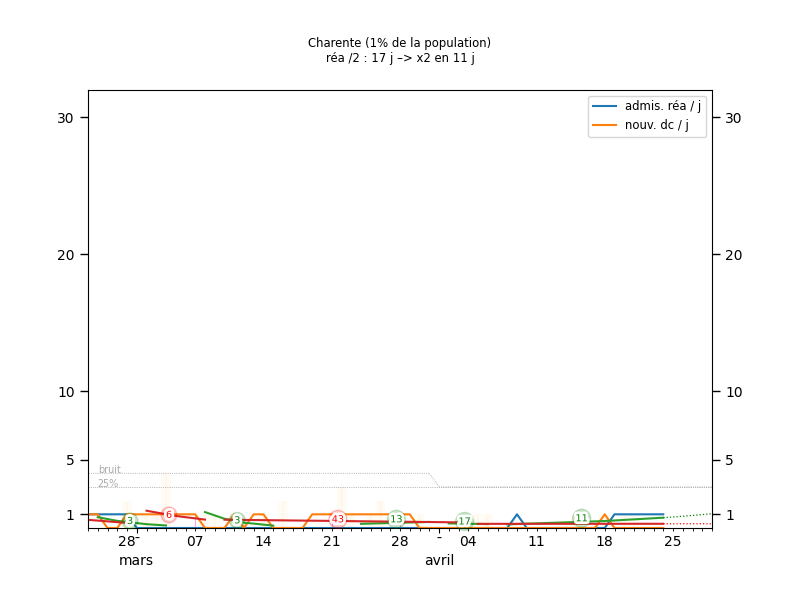 Charente (1% de la population)
réa /2 : 17 j –> x2 en 11 j
admis. réa / j
nouv. dc / j
30 30
20 20
10 10
5 5
bruit
25%
1 1
3 6 3 43 13 17 11
28 - 07 14 21 28 - 04 11 18 25
mars avril